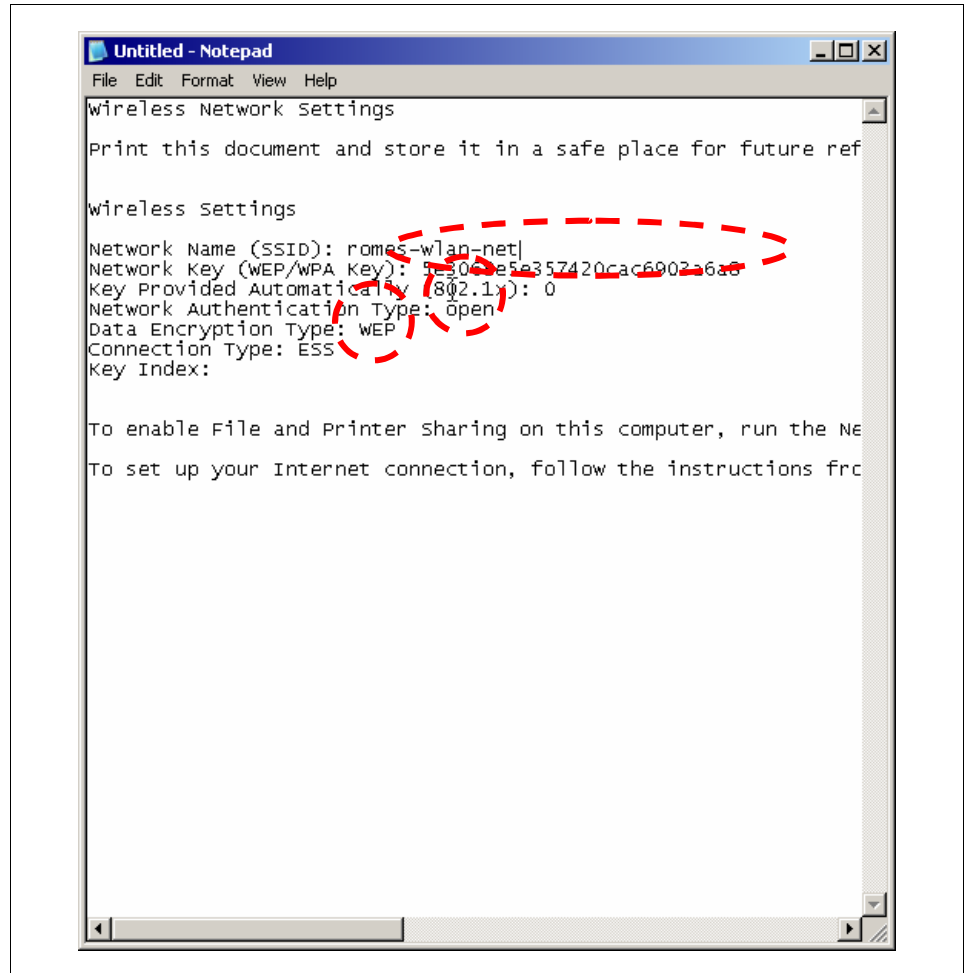 Untitled - Notepad
File Edit Format View Help
Wireless Network Settings
Print this document and store it in a safe place for future ref
Wireless Settings
Network Name (SSID): romes-wlan-net
Network Key (WEP/WPA Key):
Key Provided Automatically (802.1x): 0
Network Authentication Type: open
Data Encryption Type: WEP
Connection Type: ESS
Key Index:
To enable File and Printer Sharing on this computer, run the Ne
To set up your Internet connection, follow the instructions fro